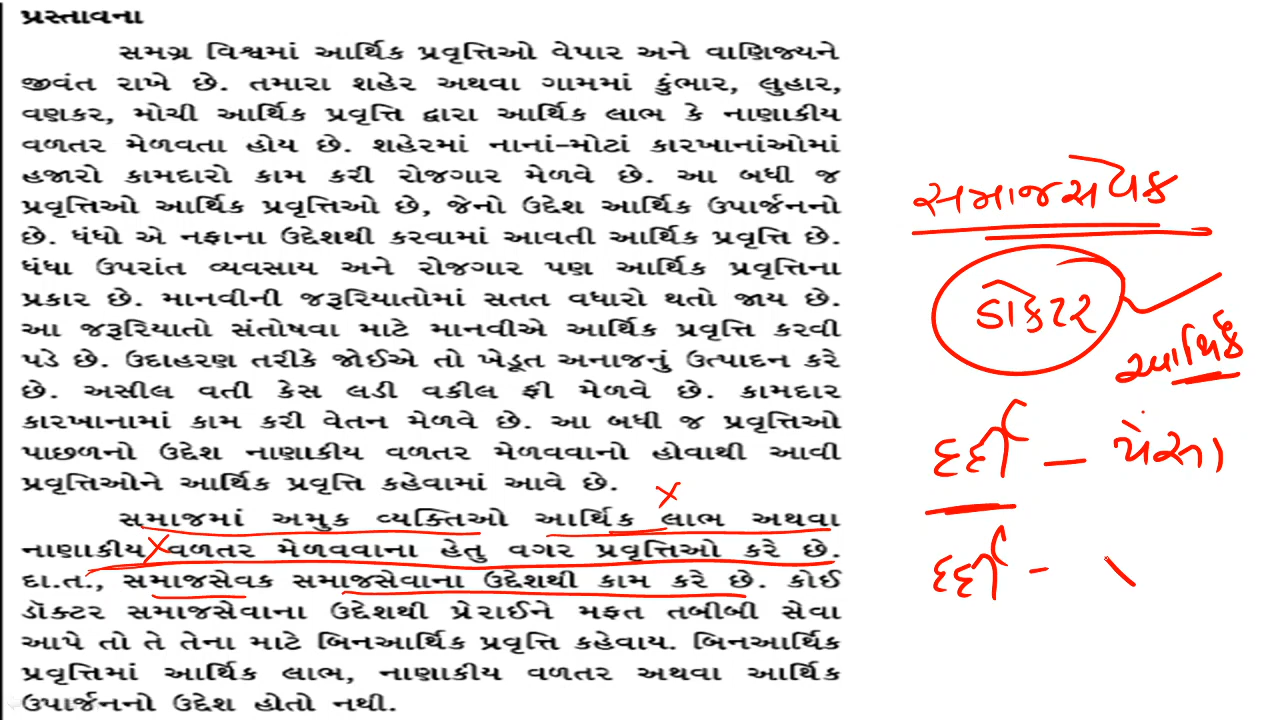 પ્રસ્તાવના
સમગ્ર વિશ્વમાં આર્થિક પ્રવૃત્તિઓ વેપાર અને વાણિજ્યને
જીવંત રાખે છે. તમારા શહેર અથવા ગામમાં કુંભાર, લુહાર,
વણકર, મોચી આર્થિક પ્રવૃત્તિ દ્વારા આર્થિક લાભ કે નાણાકીય
વળતર મેળવતા હોય છે. શહેરમાં નાનાં-મોટાં કારખાનાંઓમાં
હજારો કામદારો કામ કરી રોજગાર મેળવે છે. આ બધી જ
પ્રવૃત્તિઓ આર્થિક પ્રવૃત્તિઓ છે, જેનો ઉદ્દેશ આર્થિક ઉપાર્જનનો
છે. ધંધો એ નફાના ઉદ્દેશથી કરવામાં આવતી આર્થિક પ્રવૃત્તિ છે.
ધંધા ઉપરાંત વ્યવસાય અને રોજગાર પણ આર્થિક પ્રવૃત્તિના
પ્રકાર છે. માનવીની જરૂરિયાતોમાં સતત વધારો થતો જાય છે.
આ જરૂરિયાતો સંતોષવા માટે માનવીએ આર્થિક પ્રવૃત્તિ કરવી
પડે છે. ઉદાહરણ તરીકે જોઈએ તો ખેડૂત અનાજનું ઉત્પાદન કરે
છે. અસીલ વતી કેસ લડી વકીલ ફી મેળવે છે. કામદાર
કારખાનામાં કામ કરી વેતન મેળવે છે. આ બધી જ પ્રવૃત્તિઓ
પાછળનો ઉદ્દેશ નાણાકીય વળતર મેળવવાનો હોવાથી આવી
પ્રવૃત્તિઓને આર્થિક પ્રવૃત્તિ કહેવામાં આવે છે.
સમાજમાં અમુક વ્યક્તિઓ આર્થિક લાભ અથવા
નાણાકીય વળતર મેળવવાના હેતુ વગર પ્રવૃત્તિઓ કરે છે.
દા.ત., સમાજસેવક સમાજસેવાના ઉદ્દેશથી કામ કરે છે. કોઈ
ડૉક્ટર સમાજસેવાના ઉદ્દેશથી પ્રેરાઈને મફત તબીબી સેવા
આપે તો તે તેના માટે બિનઆર્થિક પ્રવૃત્તિ કહેવાય. બિનઆર્થિક
પ્રવૃત્તિમાં આર્થિક લાભ, નાણાકીય વળતર અથવા આર્થિક
ઉપાર્જનનો ઉદ્દેશ હોતો નથી.
સમાજસેવક
ડોકટર
આર્થિક
દર્દી – પૈસા
દર્દી –